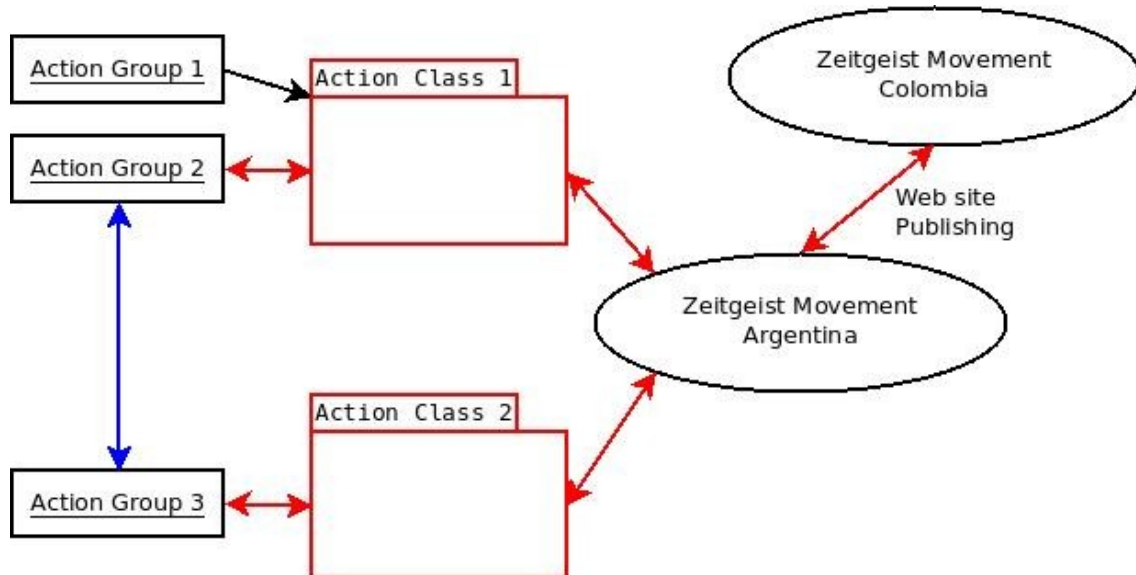 Action Group 1
Action Class 1
Zeitgeist Movement
Colombia
Action Group 2
Web site
Publishing
Zeitgeist Movement
Argentina
Action Class 2
Action Group 3